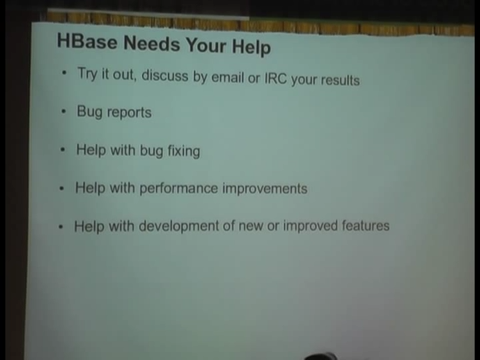 HBase Needs Your Help
• Try it out, discuss by email or IRC your results
• Bug reports
• Help with bug fixing
• Help with performance improvements
• Help with development of new or improved features